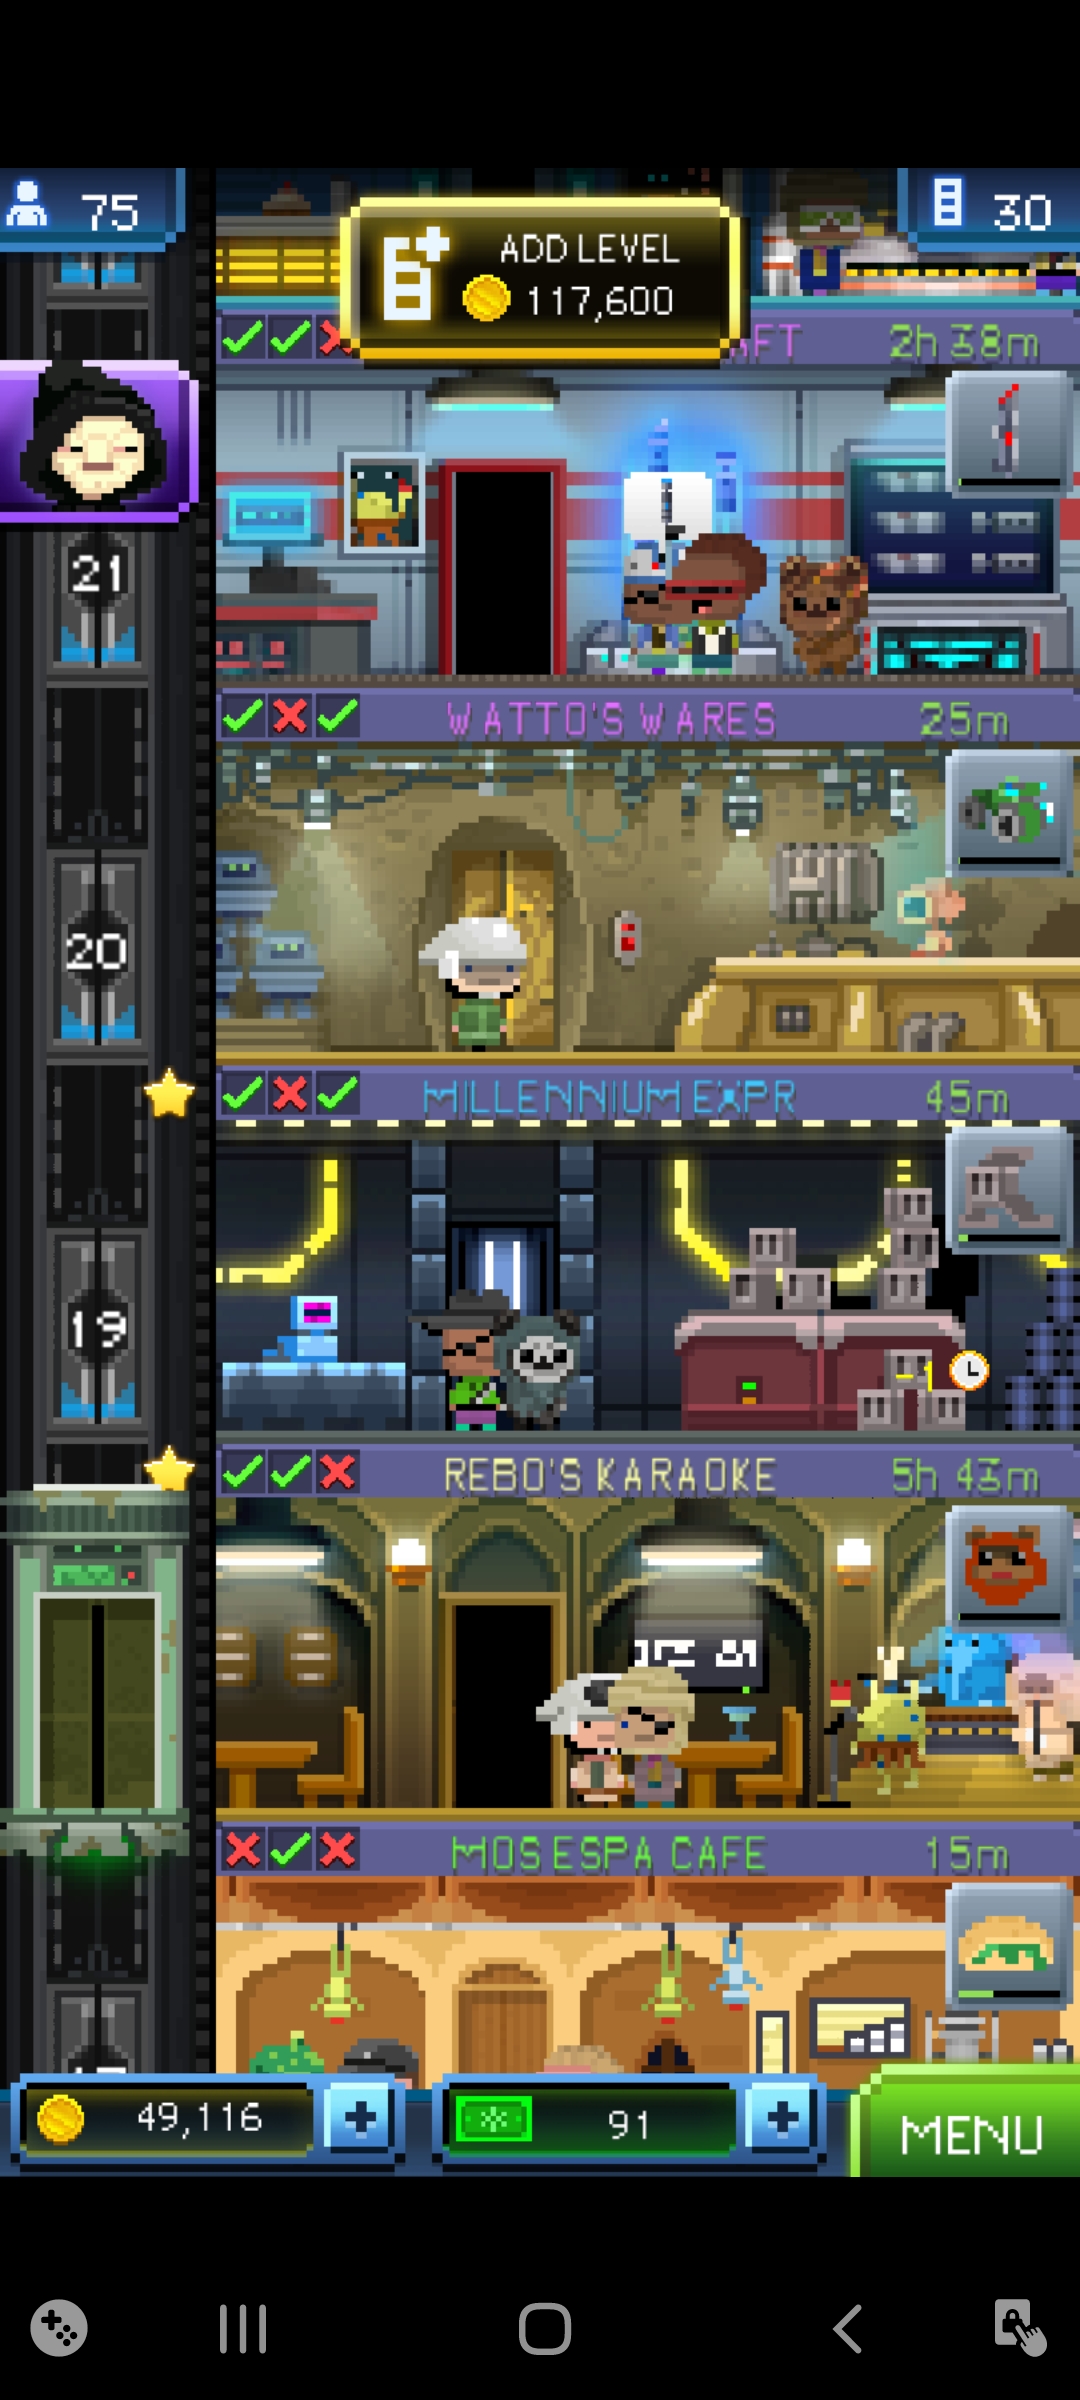 75
30
ADD LEVEL
117,600
AFT 2h 38m
21
WATTO'S WARES 25m
20
MILLENNIUM EXPR 45m
19
REBO'S KARAOKE 5h 43m
MOS ESPA CAFE 15m
49,116
91
MENU